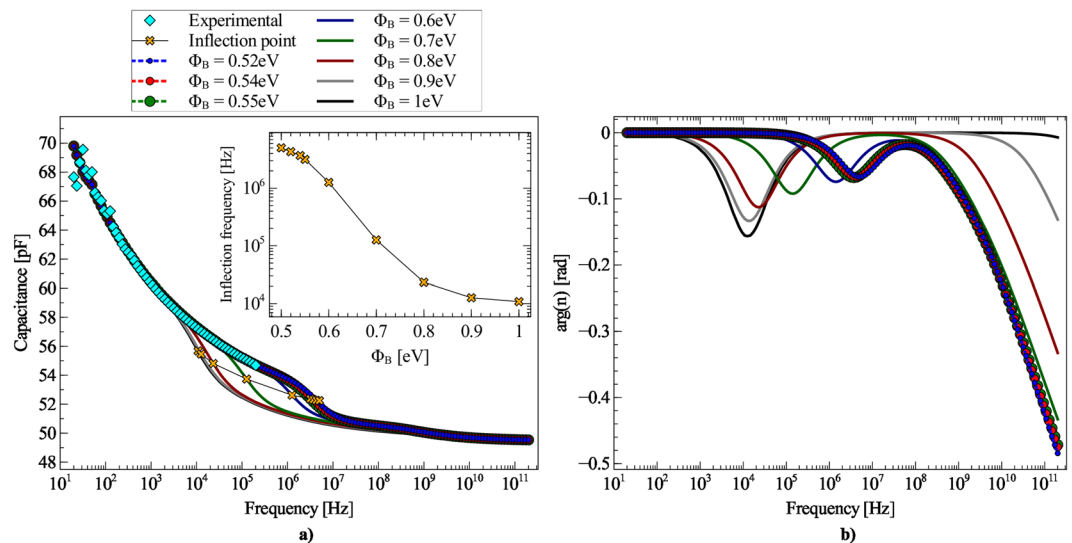 Experimental
Inflection point
ΦB = 0.52eV
ΦB = 0.54eV
ΦB = 0.55eV
ΦB = 0.6eV
ΦB = 0.7eV
ΦB = 0.8eV
ΦB = 0.9eV
ΦB = 1eV
Capacitance [pF]
70
68
66
64
62
60
58
56
54
52
50
48
10^1
10^2
10^3
10^4
10^5
10^6
10^7
10^8
10^9
10^10
10^11
Frequency [Hz]
a)
Inflection frequency [Hz]
10^6
10^5
10^4
0.5
0.6
0.7
0.8
0.9
1
ΦB [eV]
arg(n) [rad]
0
−0.1
−0.2
−0.3
−0.4
−0.5
10^1
10^2
10^3
10^4
10^5
10^6
10^7
10^8
10^9
10^10
10^11
Frequency [Hz]
b)